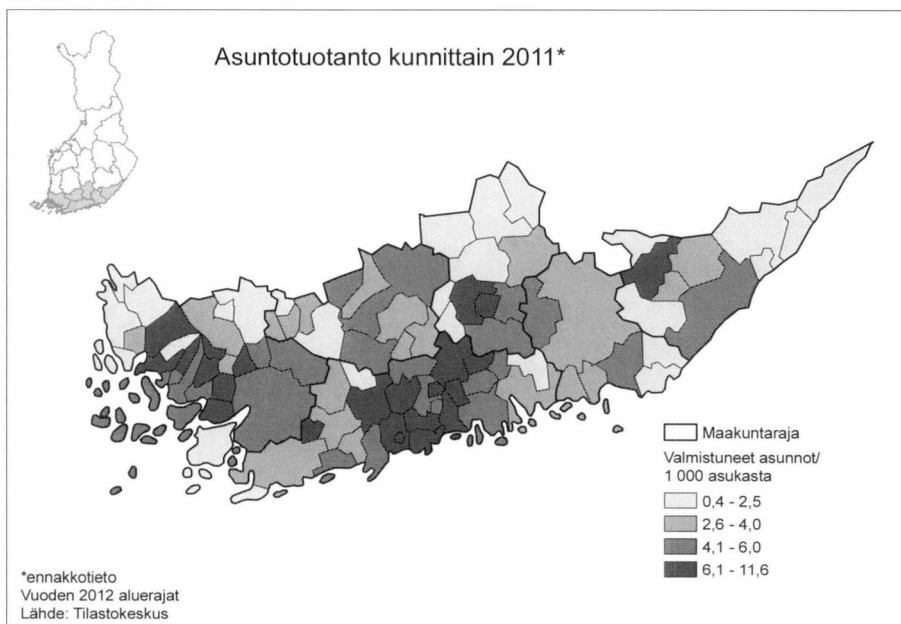 Asuntotuotanto kunnittain 2011*
Maakuntaraja
Valmistuneet asunnot/
1 000 asukasta
0,4 - 2,5
2,6 - 4,0
4,1 - 6,0
6,1 - 11,6
*ennakkotieto
Vuoden 2012 aluerajat
Lähde: Tilastokeskus